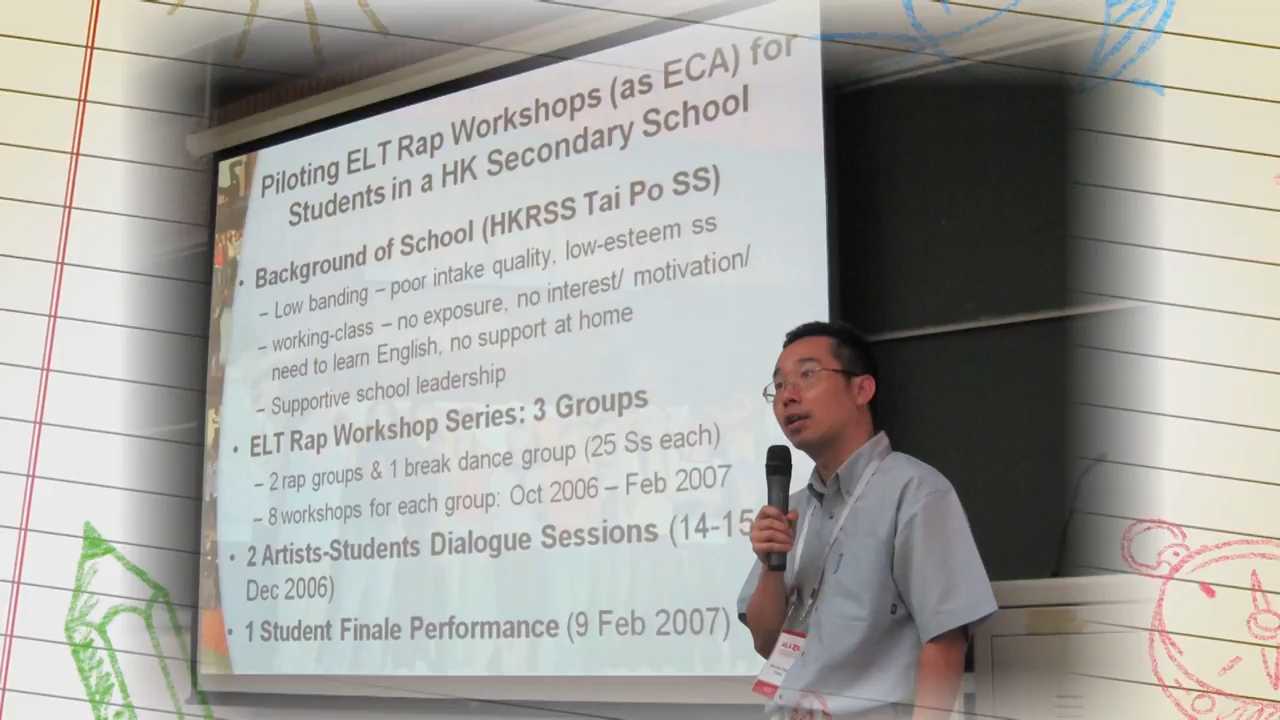 Piloting ELT Rap Workshops (as ECA) for
Students in a HK Secondary School
• Background of School (HKRSS Tai Po SS)
– Low banding – poor intake quality, low-esteem ss
– working-class – no exposure, no interest/ motivation/
need to learn English, no support at home
– Supportive school leadership
• ELT Rap Workshop Series: 3 Groups
– 2 rap groups & 1 break dance group (25 Ss each)
– 8 workshops for each group: Oct 2006 – Feb 2007
• 2 Artists-Students Dialogue Sessions (14-15
Dec 2006)
• 1 Student Finale Performance (9 Feb 2007)